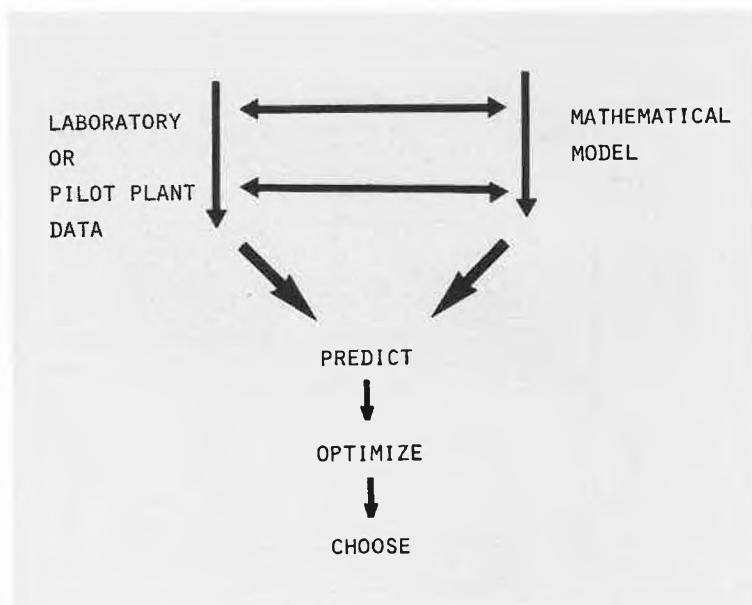 LABORATORY
OR
PILOT PLANT
DATA
MATHEMATICAL
MODEL
PREDICT
OPTIMIZE
CHOOSE